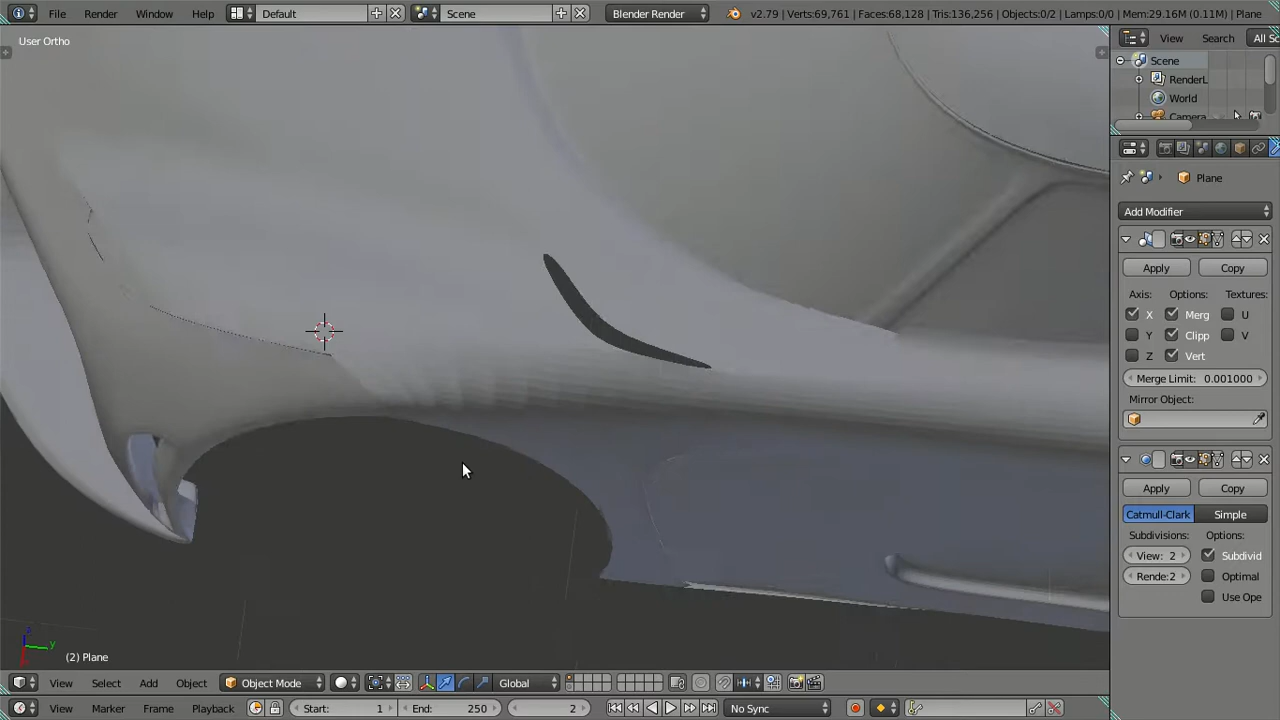 File Render Window Help Default Scene Blender Render v2.79 | Verts:69,761 | Faces:68,128 | Tris:136,256 | Objects:0/2 | Lamps:0/0 | Mem:29.16M (0.11M) | Plane
User Ortho
View Search All Sc
Scene
RenderL
World
Camera
Plane
Add Modifier
Apply Copy
Axis: Options: Textures:
X Merg U
Y Clipp V
Z Vert
Merge Limit: 0.001000
Mirror Object:
Apply Copy
Catmull-Clark Simple
Subdivisions: Options:
View: 2 Subdivid
Rende:2 Optimal
Use Ope
z
y
(2) Plane
View Select Add Object Object Mode Global
View Marker Frame Playback Start: 1 End: 250 2 No Sync